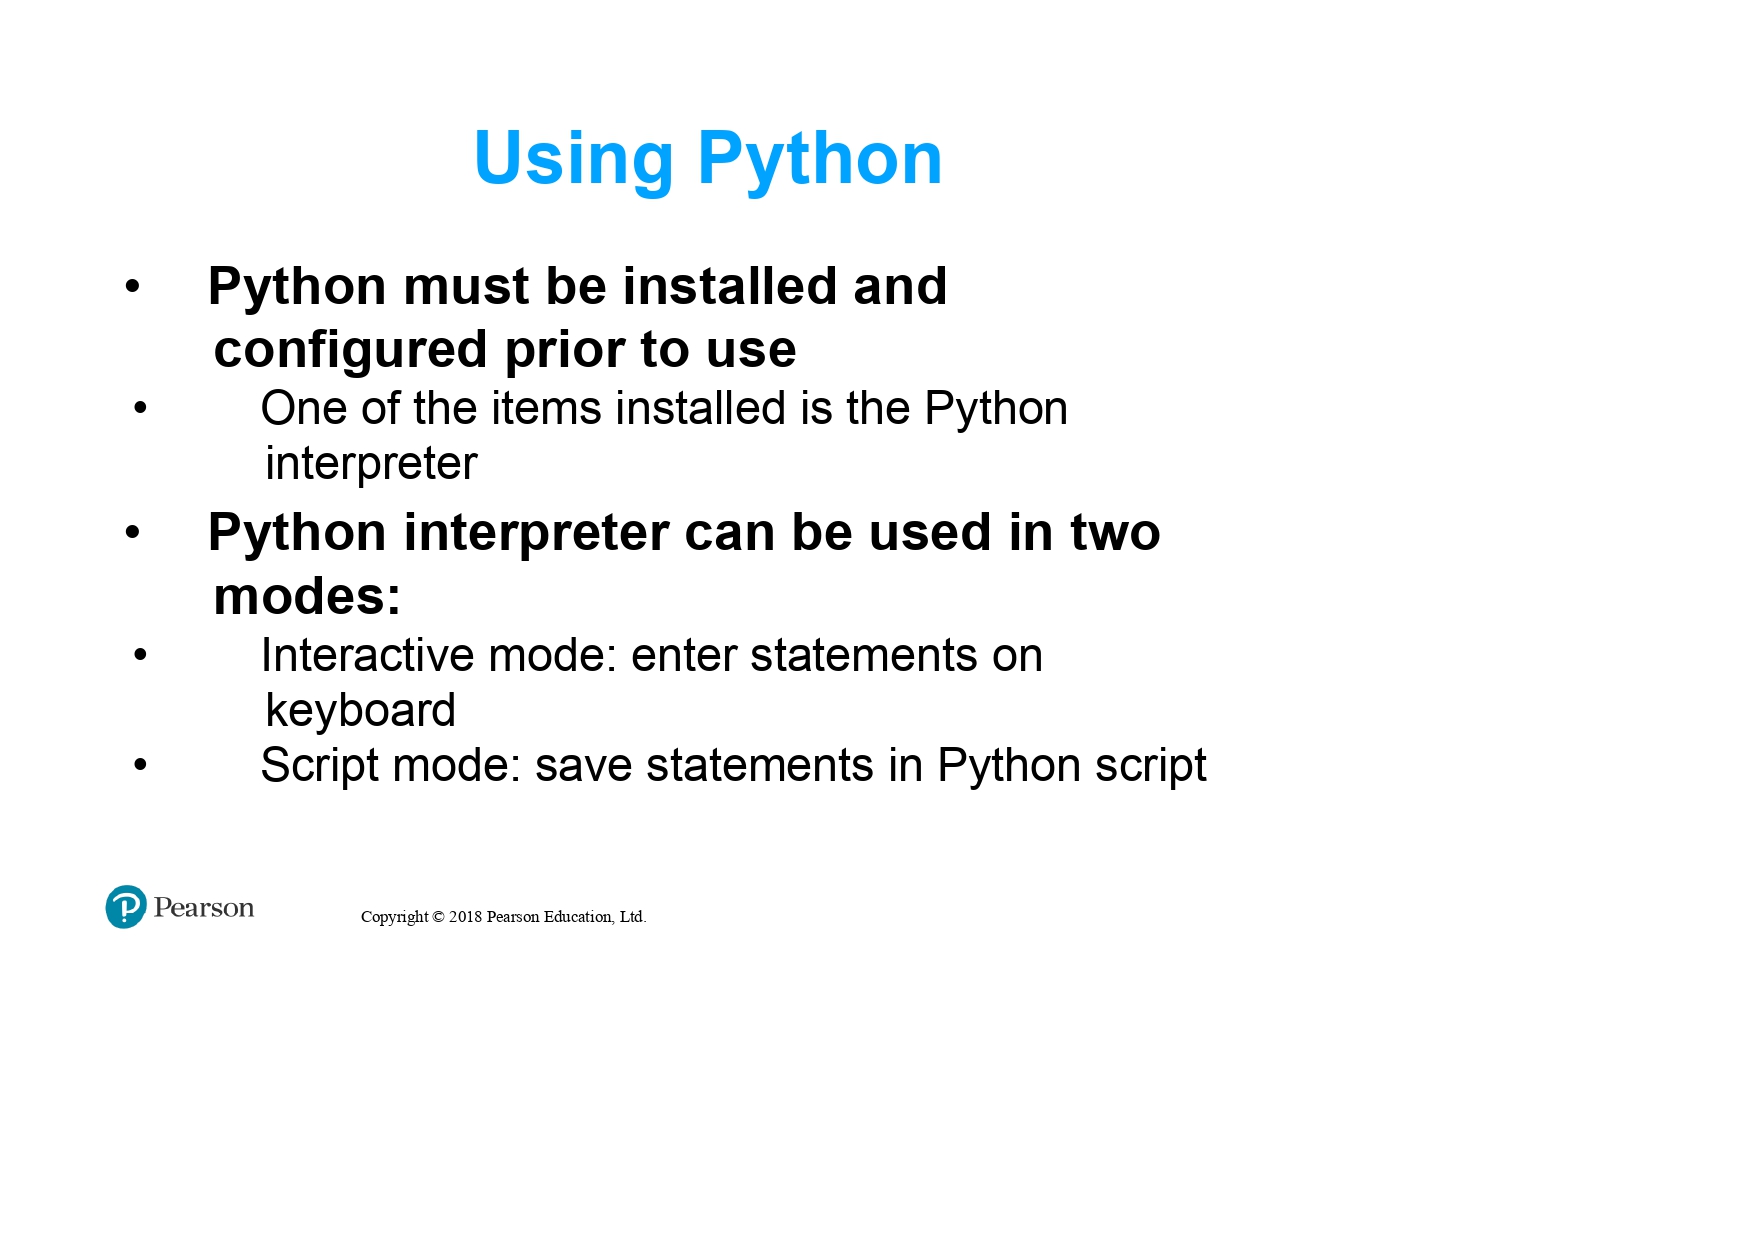 Using Python
• Python must be installed and
configured prior to use
• One of the items installed is the Python
interpreter
• Python interpreter can be used in two
modes:
• Interactive mode: enter statements on
keyboard
• Script mode: save statements in Python script
Pearson
Copyright © 2018 Pearson Education, Ltd.